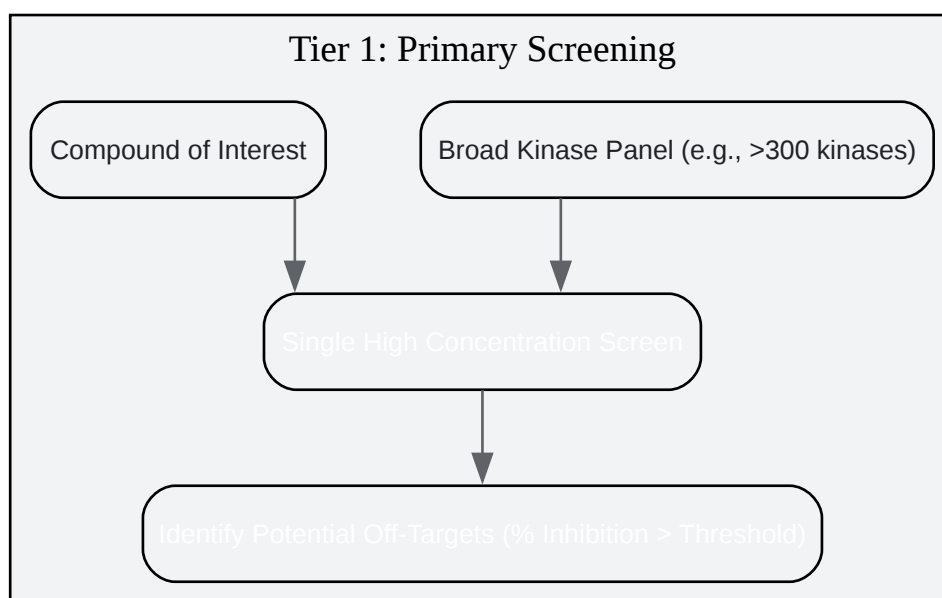 Tier 1: Primary Screening
Compound of Interest
Broad Kinase Panel (e.g., >300 kinases)
Single High Concentration Screen
Identify Potential Off-Targets (% Inhibition > Threshold)